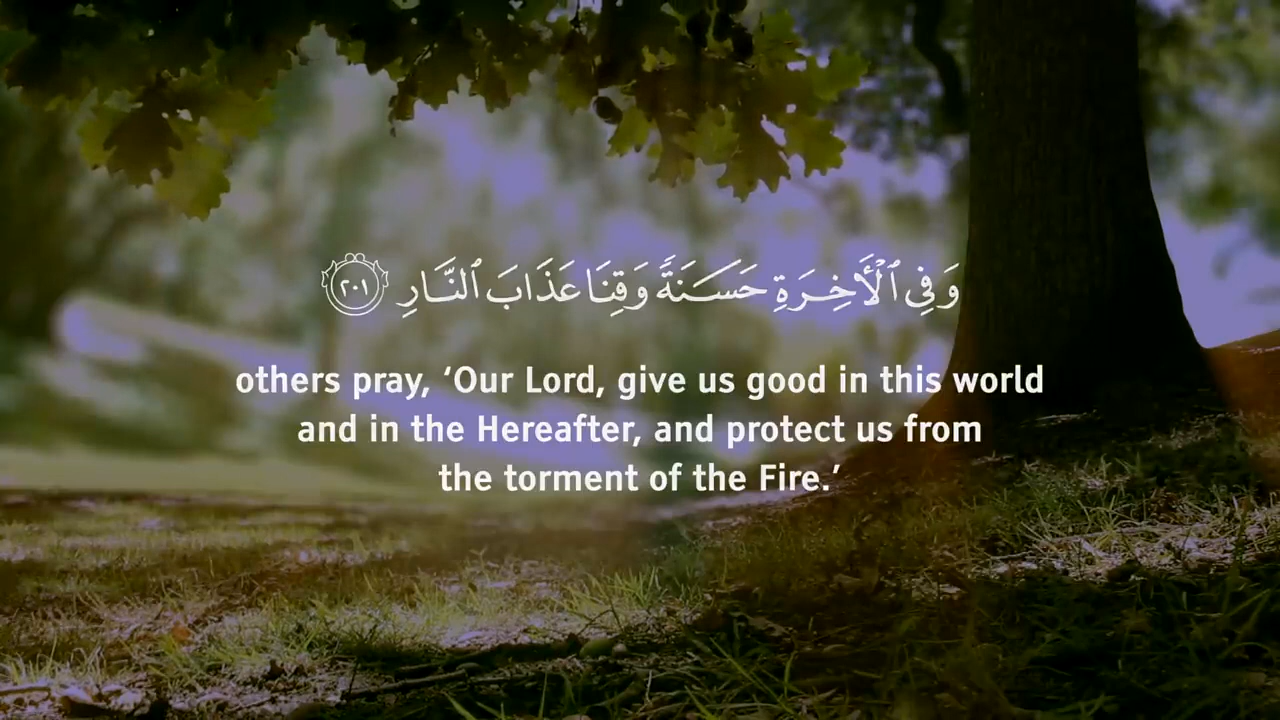 وَفِي ٱلْأَخِرَةِ حَسَنَةً وَقِنَا عَذَابَ ٱلنَّارِ ٢٠١
others pray, ‘Our Lord, give us good in this world
and in the Hereafter, and protect us from
the torment of the Fire.’